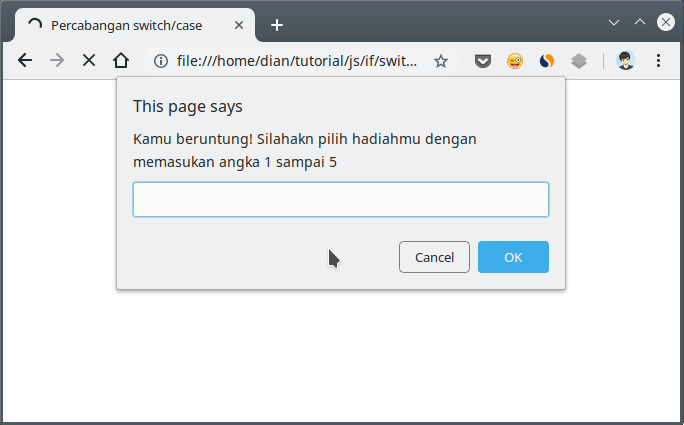 Percabangan switch/case
file:///home/dian/tutorial/js/if/swit...
This page says
Kamu beruntung! Silahakn pilih hadiahmu dengan
memasukan angka 1 sampai 5
Cancel
OK